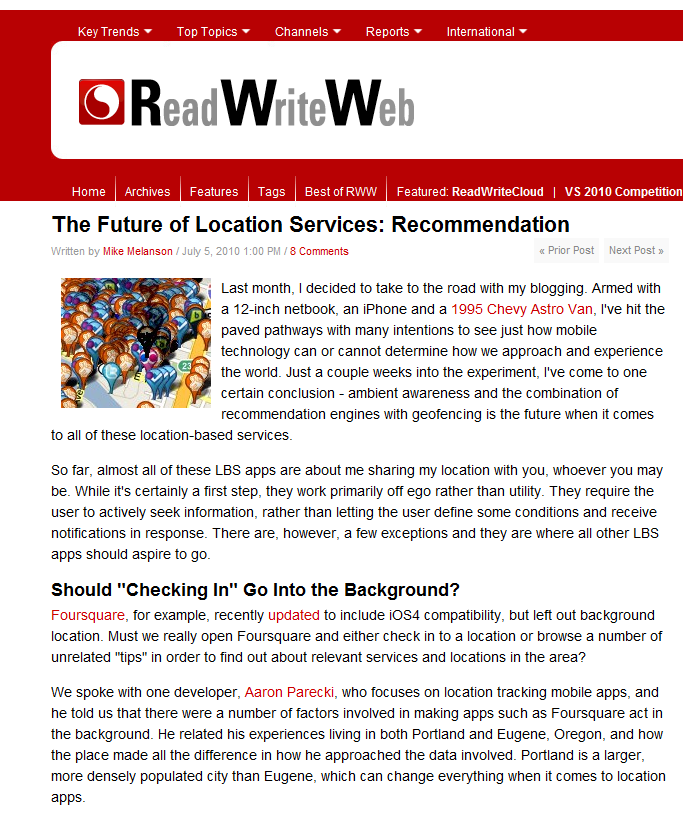 Key Trends Top Topics Channels Reports International
ReadWriteWeb
Home Archives Features Tags Best of RWW Featured: ReadWriteCloud | VS 2010 Competition
The Future of Location Services: Recommendation
Written by Mike Melanson / July 5, 2010 1:00 PM / 8 Comments « Prior Post Next Post »
Last month, I decided to take to the road with my blogging. Armed with
a 12-inch netbook, an iPhone and a 1995 Chevy Astro Van, I've hit the
paved pathways with many intentions to see just how mobile
technology can or cannot determine how we approach and experience
the world. Just a couple weeks into the experiment, I've come to one
certain conclusion - ambient awareness and the combination of
recommendation engines with geofencing is the future when it comes
to all of these location-based services.
So far, almost all of these LBS apps are about me sharing my location with you, whoever you may
be. While it's certainly a first step, they work primarily off ego rather than utility. They require the
user to actively seek information, rather than letting the user define some conditions and receive
notifications in response. There are, however, a few exceptions and they are where all other LBS
apps should aspire to go.
Should "Checking In" Go Into the Background?
Foursquare, for example, recently updated to include iOS4 compatibility, but left out background
location. Must we really open Foursquare and either check in to a location or browse a number of
unrelated "tips" in order to find out about relevant services and locations in the area?
We spoke with one developer, Aaron Parecki, who focuses on location tracking mobile apps, and
he told us that there were a number of factors involved in making apps such as Foursquare act in
the background. He related his experiences living in both Portland and Eugene, Oregon, and how
the place made all the difference in how he approached the data involved. Portland is a larger,
more densely populated city than Eugene, which can change everything when it comes to location
apps.